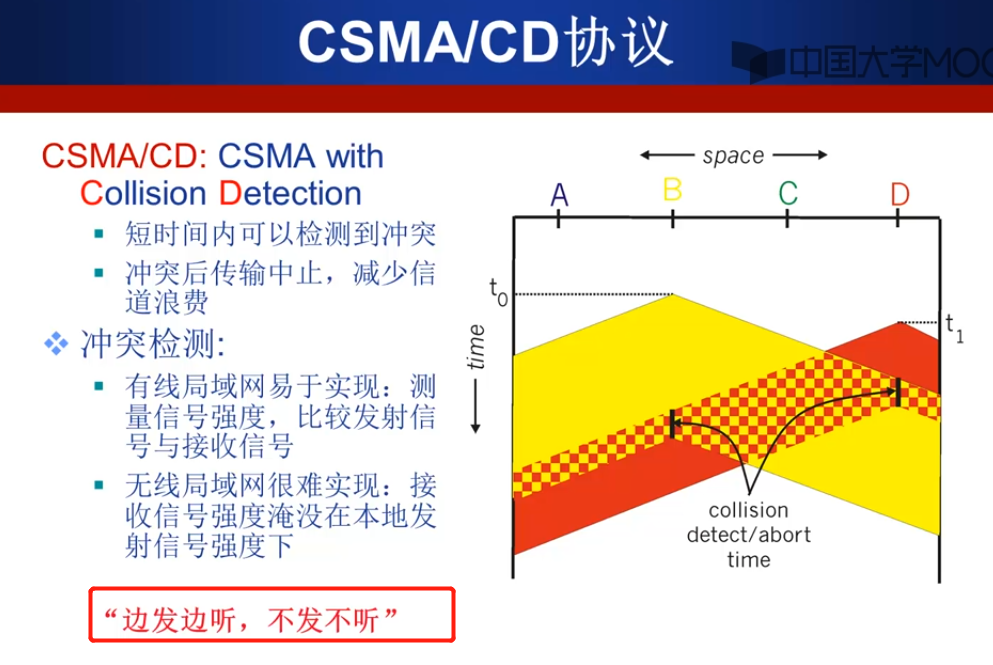 CSMA/CD协议
中国大学MOO
CSMA/CD: CSMA with
Collision Detection
▪ 短时间内可以检测到冲突
▪ 冲突后传输中止，减少信
道浪费
❖ 冲突检测:
▪ 有线局域网易于实现：测
量信号强度，比较发射信
号与接收信号
▪ 无线局域网很难实现：接
收信号强度淹没在本地发
射信号强度下
“边发边听，不发不听”
space
A B C D
t0
t1
time
collision
detect/abort
time